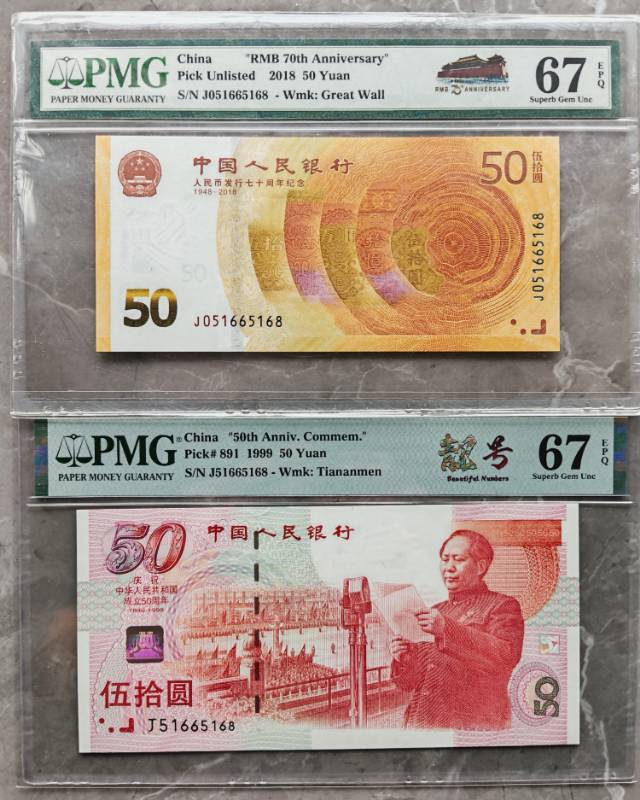 PMG
PAPER MONEY GUARANTY
China "RMB 70th Anniversary"
Pick Unlisted 2018 50 Yuan
S/N J051665168 - Wmk: Great Wall
RMB 70th ANNIVERSARY
67 EPQ
Superb Gem Unc
中国人民银行
人民币发行七十周年纪念
1948-2018
50 伍拾圆
50
伍拾圆
50
J051665168
J051665168
PMG®
PAPER MONEY GUARANTY
China "50th Anniv. Commem."
Pick# 891 1999 50 Yuan
S/N J51665168 - Wmk: Tiananmen
靓号
Beautiful Numbers
67 EPQ
Superb Gem Unc
50
中国人民银行
庆祝
中华人民共和国
成立50周年
1949-1999
伍拾圆
J51665168
50